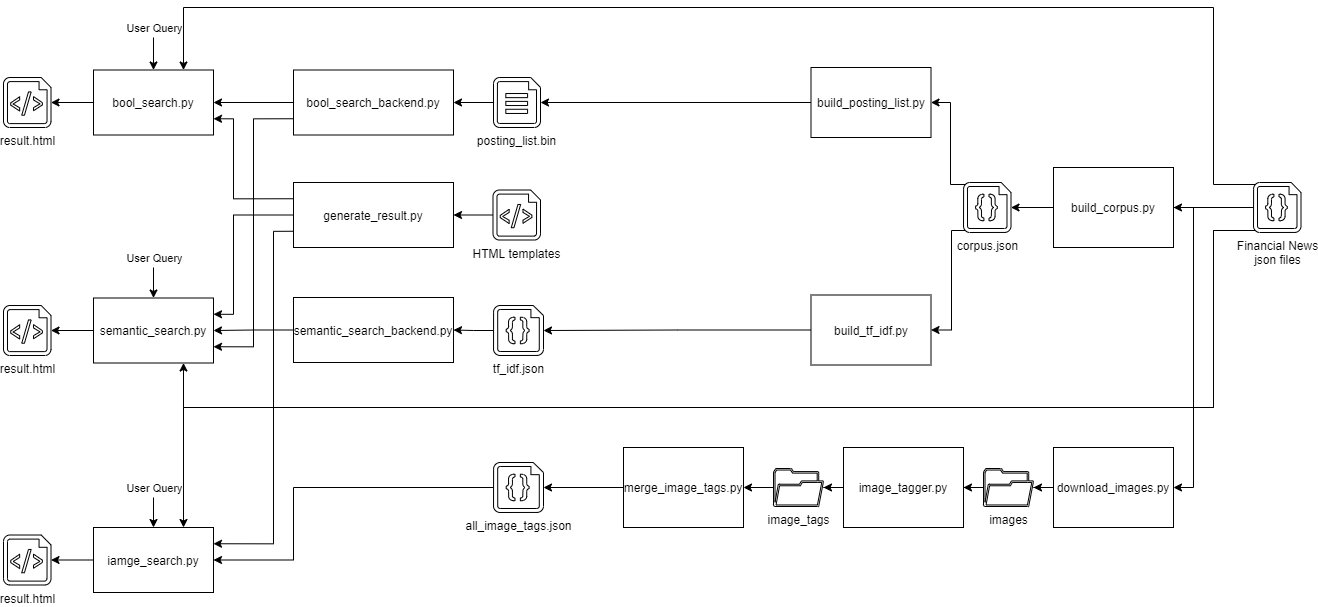 User Query
bool_search.py
bool_search_backend.py
build_posting_list.py
result.html
posting_list.bin
generate_result.py
build_corpus.py
HTML templates
corpus.json
Financial News
json files
User Query
semantic_search.py
semantic_search_backend.py
build_tf_idf.py
result.html
tf_idf.json
User Query
merge_image_tags.py
image_tagger.py
download_images.py
all_image_tags.json
image_tags
images
iamge_search.py
result.html